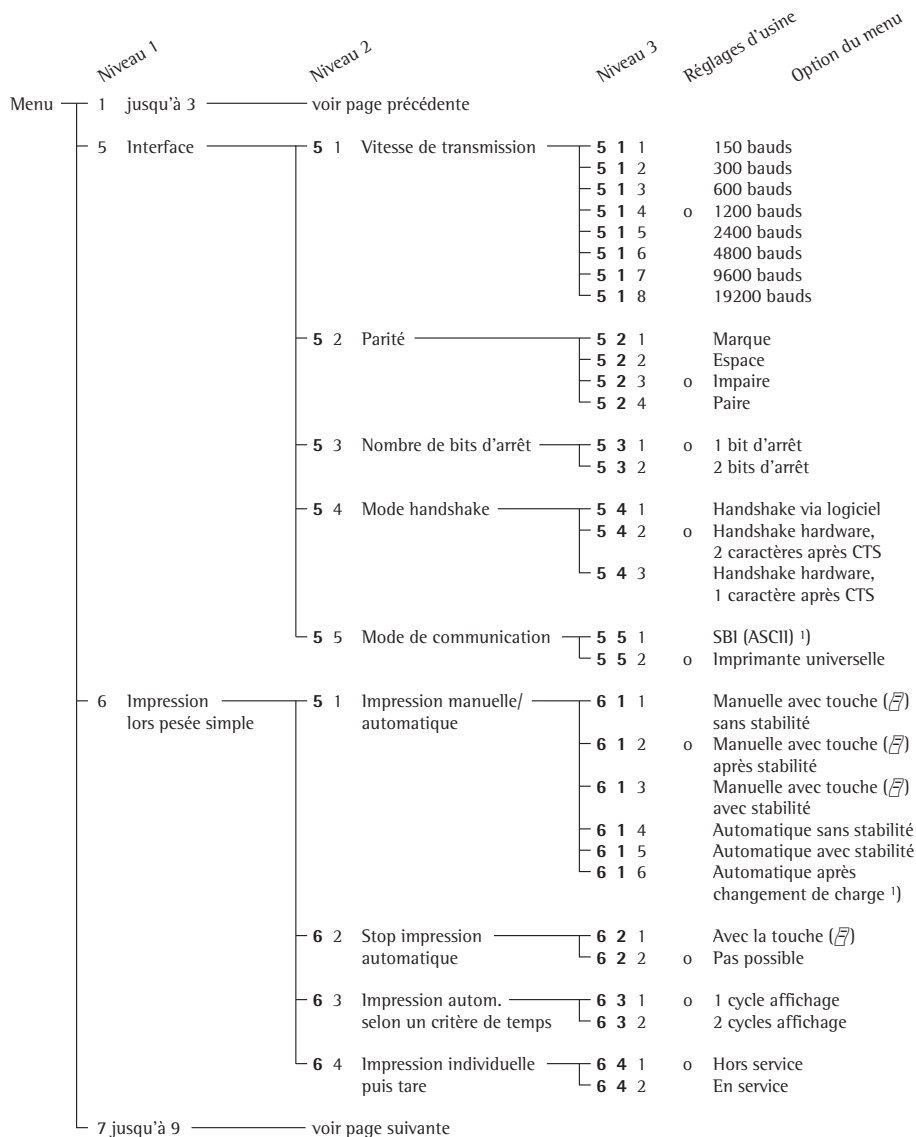 Niveau 1 Niveau 2 Niveau 3 Réglages d'usine Option du menu
Menu 1 jusqu'à 3 voir page précédente
5 Interface 5 1 Vitesse de transmission 5 1 1 150 bauds
5 1 2 300 bauds
5 1 3 600 bauds
5 1 4 o 1200 bauds
5 1 5 2400 bauds
5 1 6 4800 bauds
5 1 7 9600 bauds
5 1 8 19200 bauds
5 2 Parité 5 2 1 Marque
5 2 2 Espace
5 2 3 o Impaire
5 2 4 Paire
5 3 Nombre de bits d'arrêt 5 3 1 o 1 bit d'arrêt
5 3 2 2 bits d'arrêt
5 4 Mode handshake 5 4 1 Handshake via logiciel
5 4 2 o Handshake hardware,
2 caractères après CTS
5 4 3 Handshake hardware,
1 caractère après CTS
5 5 Mode de communication 5 5 1 SBI (ASCII) ¹)
5 5 2 o Imprimante universelle
6 Impression 5 1 Impression manuelle/ 6 1 1 Manuelle avec touche ()
lors pesée simple automatique sans stabilité
6 1 2 o Manuelle avec touche ()
après stabilité
6 1 3 Manuelle avec touche ()
avec stabilité
6 1 4 Automatique sans stabilité
6 1 5 Automatique avec stabilité
6 1 6 Automatique après
changement de charge ¹)
6 2 Stop impression 6 2 1 Avec la touche ()
automatique 6 2 2 o Pas possible
6 3 Impression autom. 6 3 1 o 1 cycle affichage
selon un critère de temps 6 3 2 2 cycles affichage
6 4 Impression individuelle 6 4 1 o Hors service
puis tare 6 4 2 En service
7 jusqu'à 9 voir page suivante